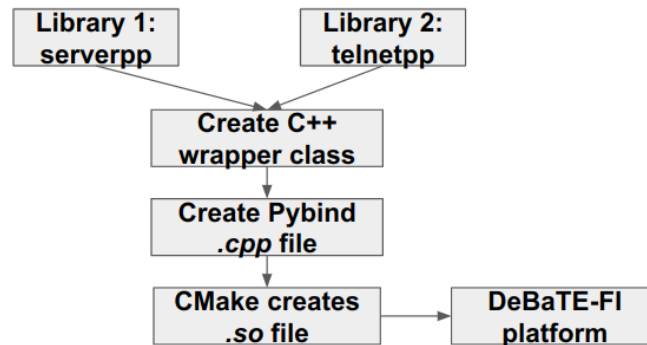 Library 1:
serverpp
Library 2:
telnetpp
Create C++
wrapper class
Create Pybind
.cpp file
CMake creates
.so file
DeBaTE-FI
platform